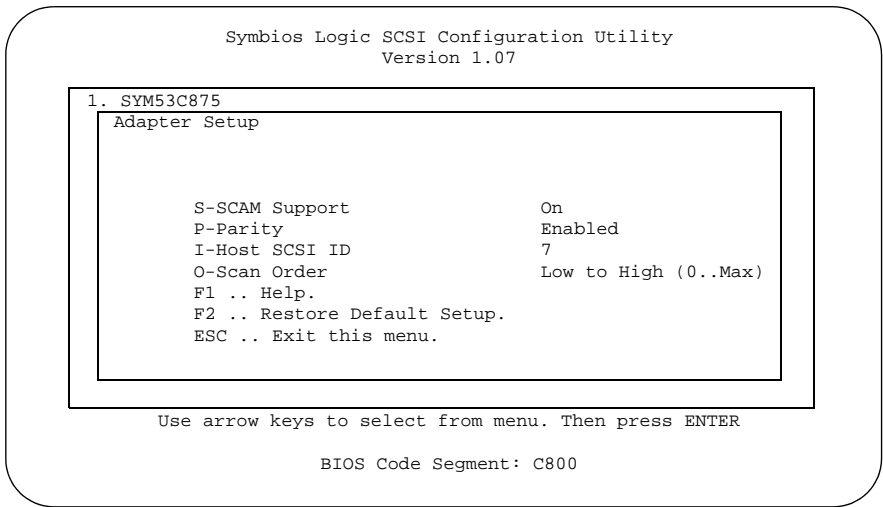 Symbios Logic SCSI Configuration Utility
Version 1.07
1. SYM53C875
Adapter Setup
S-SCAM Support On
P-Parity Enabled
I-Host SCSI ID 7
O-Scan Order Low to High (0..Max)
F1 .. Help.
F2 .. Restore Default Setup.
ESC .. Exit this menu.
Use arrow keys to select from menu. Then press ENTER
BIOS Code Segment: C800